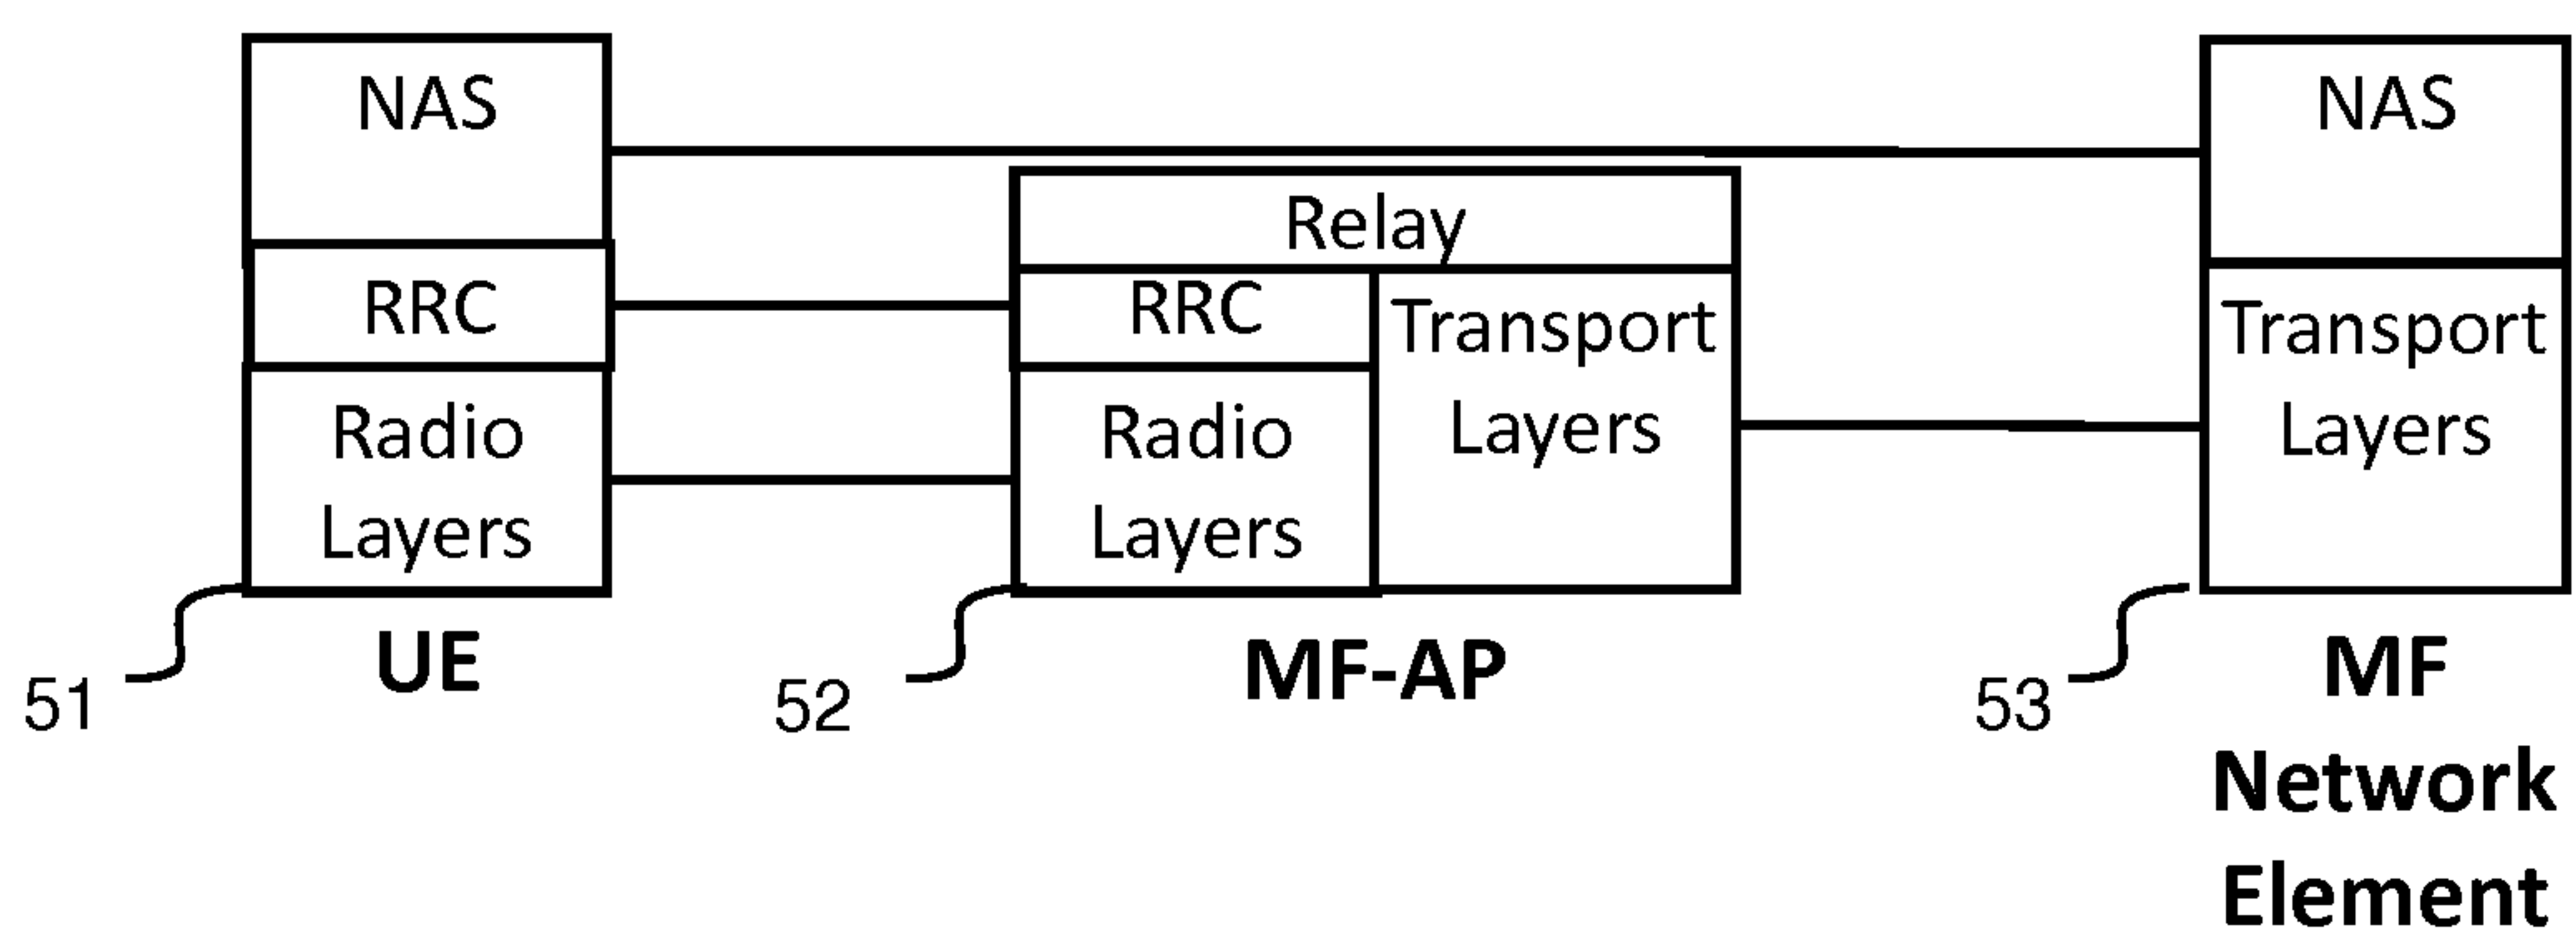 NAS
RRC
Radio
Layers
51
UE
Relay
RRC
Radio
Layers
Transport
Layers
52
MF-AP
NAS
Transport
Layers
53
MF
Network
Element